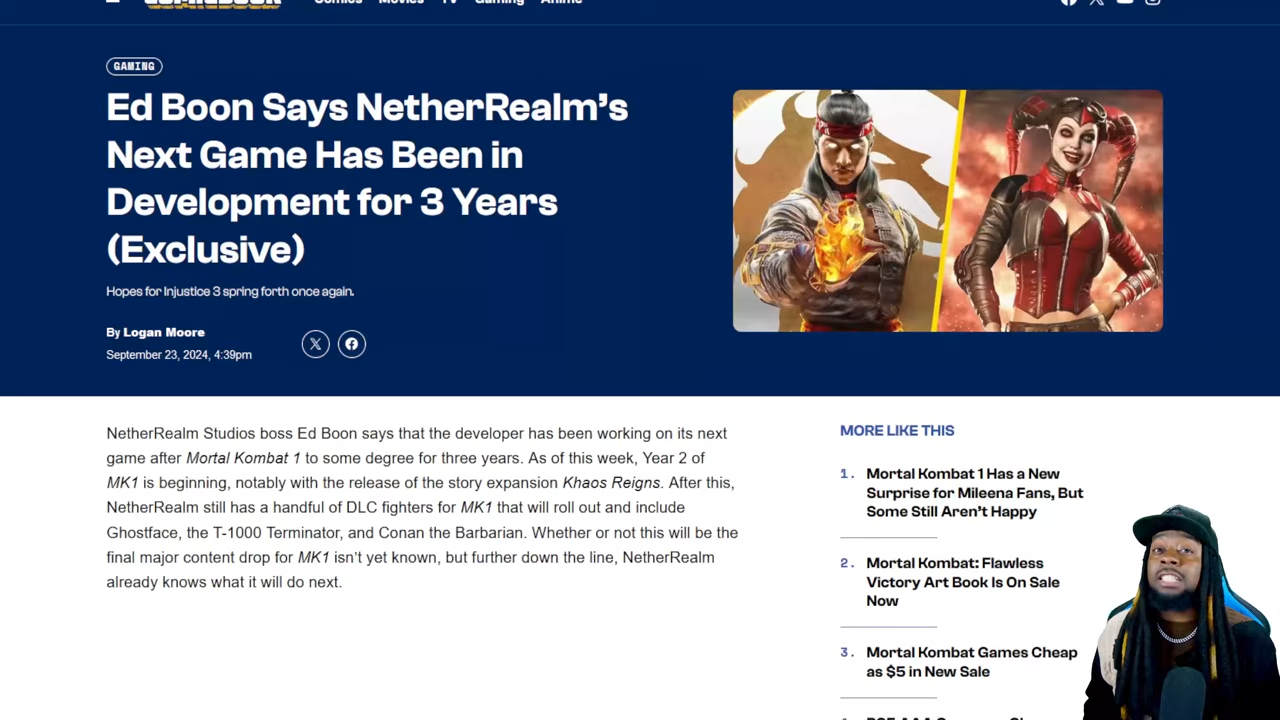 COMICBOOK
Comics Movies TV Gaming Anime
GAMING
Ed Boon Says NetherRealm's
Next Game Has Been in
Development for 3 Years
(Exclusive)
Hopes for Injustice 3 spring forth once again.
By Logan Moore
September 23, 2024, 4:39pm
NetherRealm Studios boss Ed Boon says that the developer has been working on its next
game after Mortal Kombat 1 to some degree for three years. As of this week, Year 2 of
MK1 is beginning, notably with the release of the story expansion Khaos Reigns. After this,
NetherRealm still has a handful of DLC fighters for MK1 that will roll out and include
Ghostface, the T-1000 Terminator, and Conan the Barbarian. Whether or not this will be the
final major content drop for MK1 isn't yet known, but further down the line, NetherRealm
already knows what it will do next.
MORE LIKE THIS
1. Mortal Kombat 1 Has a New
Surprise for Mileena Fans, But
Some Still Aren't Happy
2. Mortal Kombat: Flawless
Victory Art Book Is On Sale
Now
3. Mortal Kombat Games Cheap
as $5 in New Sale